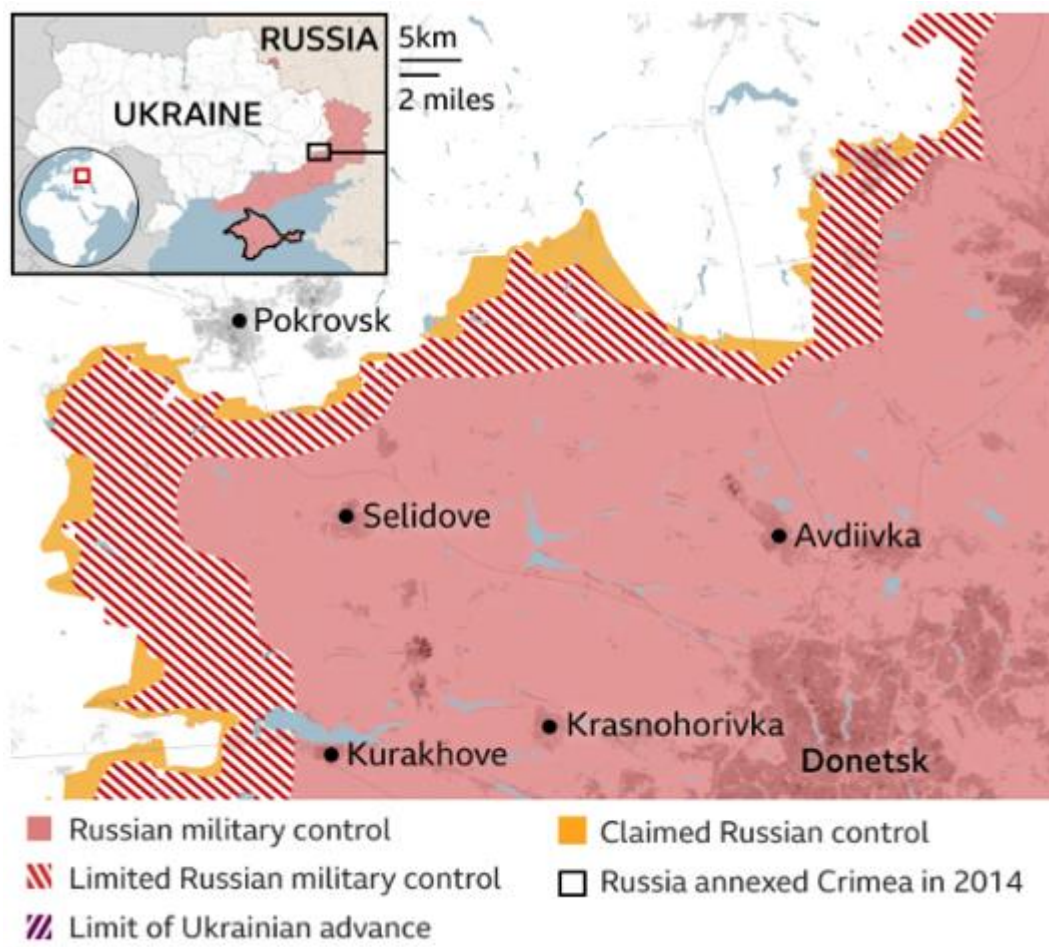 RUSSIA
UKRAINE
5km
2 miles
Pokrovsk
Selidove
Avdiivka
Krasnohorivka
Kurakhove
Donetsk
Russian military control
Claimed Russian control
Limited Russian military control
Russia annexed Crimea in 2014
Limit of Ukrainian advance